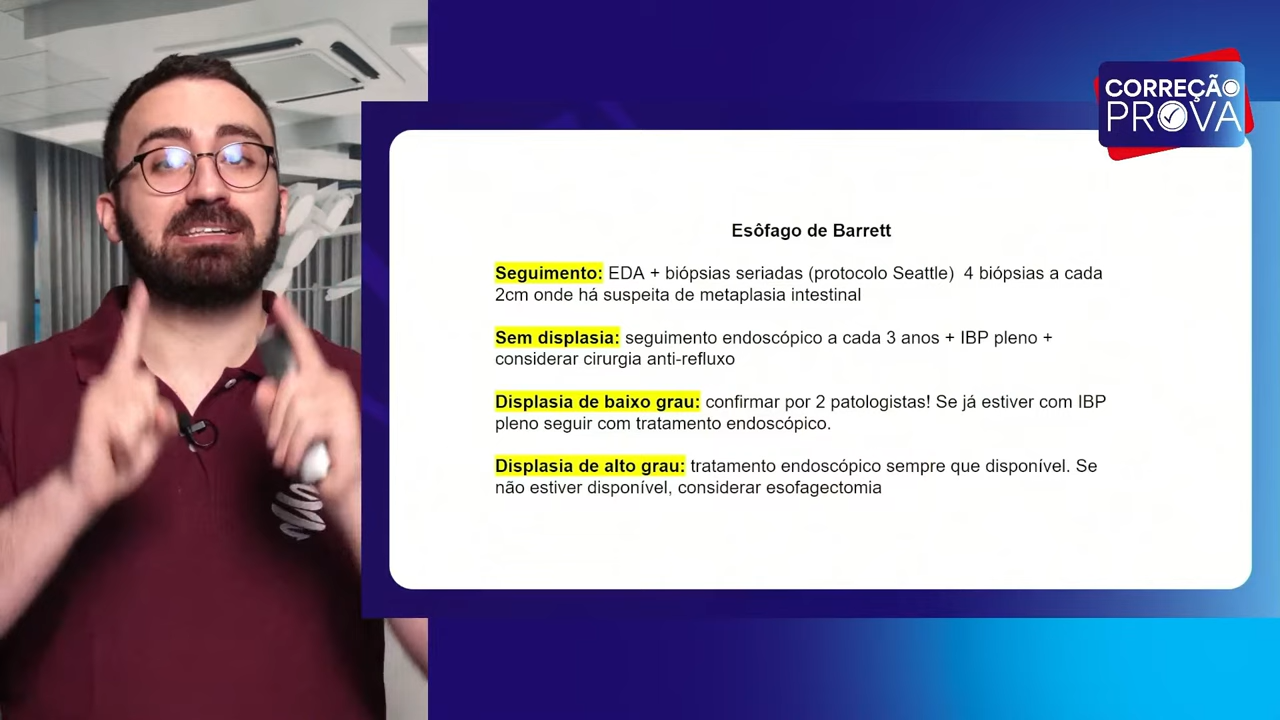 CORREÇÃO
PROVA
Esôfago de Barrett
Seguimento: EDA + biópsias seriadas (protocolo Seattle)  4 biópsias a cada
2cm onde há suspeita de metaplasia intestinal
Sem displasia: seguimento endoscópico a cada 3 anos + IBP pleno +
considerar cirurgia anti-refluxo
Displasia de baixo grau: confirmar por 2 patologistas! Se já estiver com IBP
pleno seguir com tratamento endoscópico.
Displasia de alto grau: tratamento endoscópico sempre que disponível. Se
não estiver disponível, considerar esofagectomia